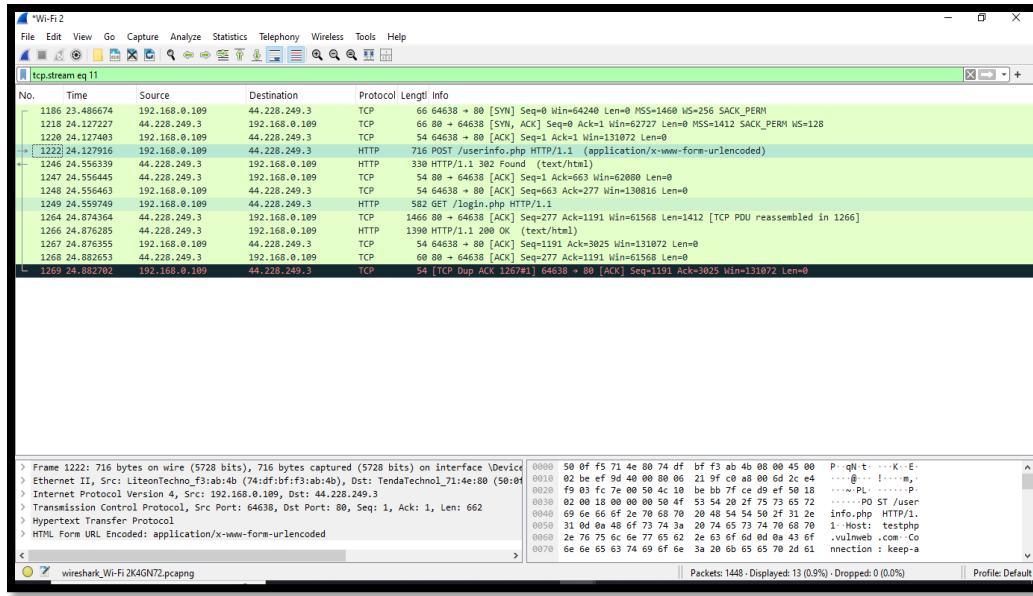 *Wi-Fi 2
File Edit View Go Capture Analyze Statistics Telephony Wireless Tools Help
tcp.stream eq 11
No. Time Source Destination Protocol Lengtl Info
1186 23.486674 192.168.0.109 44.228.249.3 TCP 66 64638 → 80 [SYN] Seq=0 Win=64240 Len=0 MSS=1460 WS=256 SACK_PERM
1218 24.127227 44.228.249.3 192.168.0.109 TCP 66 80 → 64638 [SYN, ACK] Seq=0 Ack=1 Win=62727 Len=0 MSS=1412 SACK_PERM WS=128
1220 24.127403 192.168.0.109 44.228.249.3 TCP 54 64638 → 80 [ACK] Seq=1 Ack=1 Win=131072 Len=0
1222 24.127916 192.168.0.109 44.228.249.3 HTTP 716 POST /userinfo.php HTTP/1.1 (application/x-www-form-urlencoded)
1246 24.556339 44.228.249.3 192.168.0.109 HTTP 330 HTTP/1.1 302 Found (text/html)
1247 24.556445 44.228.249.3 192.168.0.109 TCP 54 80 → 64638 [ACK] Seq=1 Ack=663 Win=62080 Len=0
1248 24.556463 192.168.0.109 44.228.249.3 TCP 54 64638 → 80 [ACK] Seq=663 Ack=277 Win=130816 Len=0
1249 24.559749 192.168.0.109 44.228.249.3 HTTP 582 GET /login.php HTTP/1.1
1264 24.874364 44.228.249.3 192.168.0.109 TCP 1466 80 → 64638 [ACK] Seq=277 Ack=1191 Win=61568 Len=1412 [TCP PDU reassembled in 1266]
1266 24.876285 44.228.249.3 192.168.0.109 HTTP 1390 HTTP/1.1 200 OK (text/html)
1267 24.876355 192.168.0.109 44.228.249.3 TCP 54 64638 → 80 [ACK] Seq=1191 Ack=3025 Win=131072 Len=0
1268 24.882653 44.228.249.3 192.168.0.109 TCP 60 80 → 64638 [ACK] Seq=277 Ack=1191 Win=61568 Len=0
1269 24.882702 192.168.0.109 44.228.249.3 TCP 54 [TCP Dup ACK 1267#1] 64638 → 80 [ACK] Seq=1191 Ack=3025 Win=131072 Len=0
Frame 1222: 716 bytes on wire (5728 bits), 716 bytes captured (5728 bits) on interface \Device
Ethernet II, Src: LiteonTechno_f3:ab:4b (74:df:bf:f3:ab:4b), Dst: TendaTechnol_71:4e:80 (50:0f
Internet Protocol Version 4, Src: 192.168.0.109, Dst: 44.228.249.3
Transmission Control Protocol, Src Port: 64638, Dst Port: 80, Seq: 1, Ack: 1, Len: 662
Hypertext Transfer Protocol
HTML Form URL Encoded: application/x-www-form-urlencoded
0000 50 0f f5 71 4e 80 74 df bf f3 ab 4b 08 00 45 00 P··qN·t· ···K··E·
0010 02 be ef 9d 40 00 80 06 21 9f c0 a8 00 6d 2c e4 ····@··· !····m,·
0020 f9 03 fc 7e 00 50 4c 10 be bb 7f ce d9 ef 50 18 ···~·PL· ······P·
0030 02 00 18 00 00 00 50 4f 53 54 20 2f 75 73 65 72 ······PO ST /user
0040 69 6e 66 6f 2e 70 68 70 20 48 54 54 50 2f 31 2e info.php HTTP/1.
0050 31 0d 0a 48 6f 73 74 3a 20 74 65 73 74 70 68 70 1··Host: testphp
0060 2e 76 75 6c 6e 77 65 62 2e 63 6f 6d 0d 0a 43 6f .vulnweb .com··Co
0070 6e 6e 65 63 74 69 6f 6e 3a 20 6b 65 65 70 2d 61 nnection : keep-a
wireshark_Wi-Fi 2K4GN72.pcapng
Packets: 1448 · Displayed: 13 (0.9%) · Dropped: 0 (0.0%)
Profile: Default